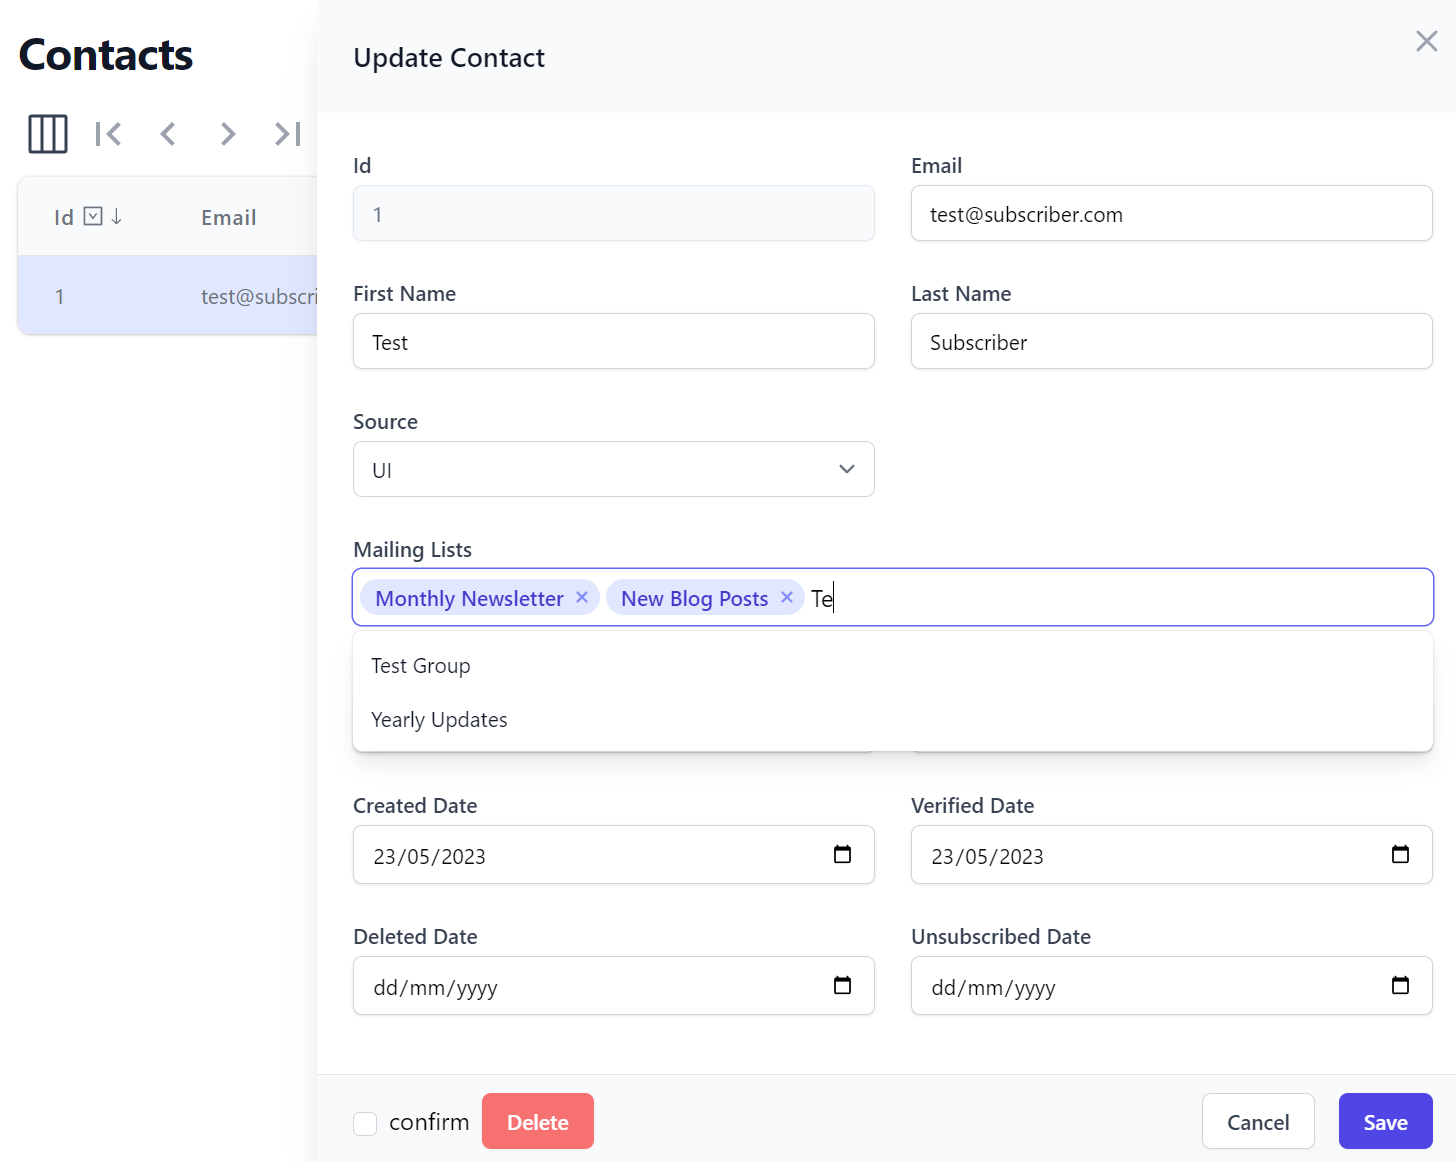 Contacts
Id Email
1 test@subscri
Update Contact
Id Email
1 test@subscriber.com
First Name Last Name
Test Subscriber
Source
UI
Mailing Lists
Monthly Newsletter New Blog Posts Te
Test Group
Yearly Updates
Created Date Verified Date
23/05/2023 23/05/2023
Deleted Date Unsubscribed Date
dd/mm/yyyy dd/mm/yyyy
confirm Delete Cancel Save